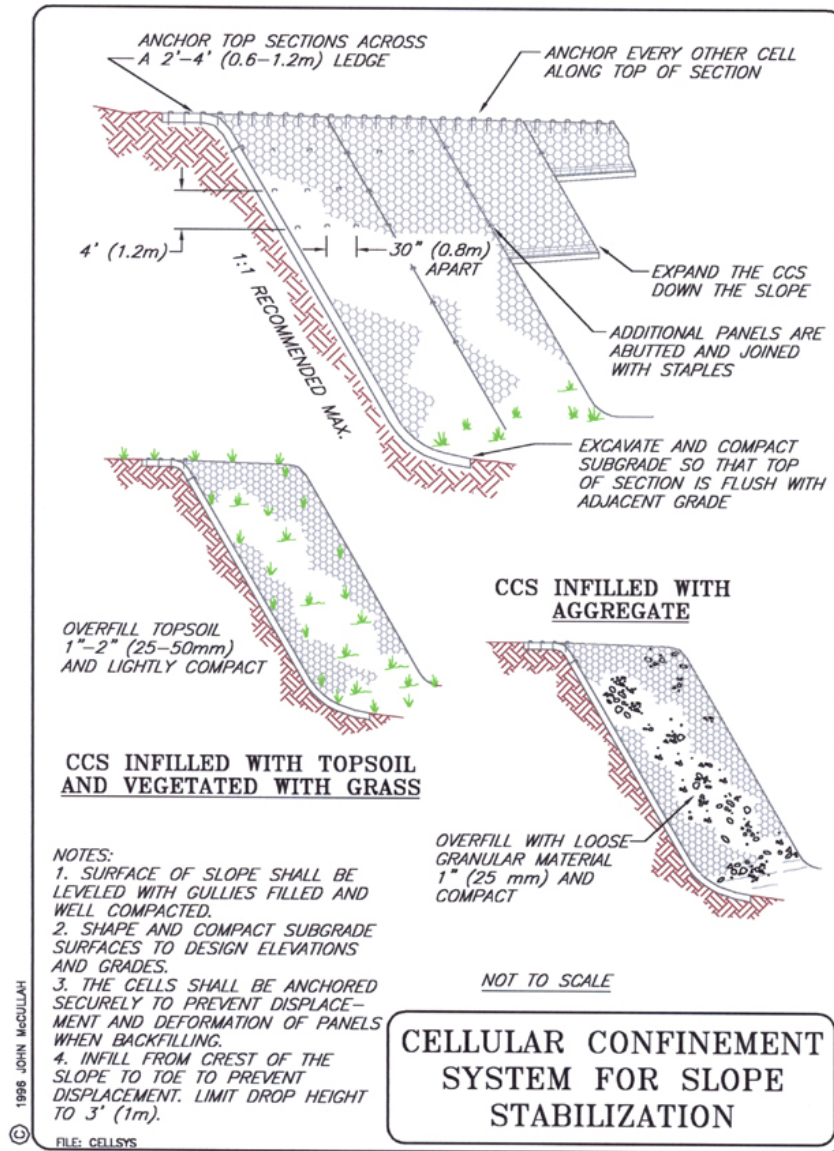 ANCHOR TOP SECTIONS ACROSS
A 2'-4' (0.6-1.2m) LEDGE
ANCHOR EVERY OTHER CELL
ALONG TOP OF SECTION
4' (1.2m)
30" (0.8m)
APART
1:1 RECOMMENDED MAX.
EXPAND THE CCS
DOWN THE SLOPE
ADDITIONAL PANELS ARE
ABUTTED AND JOINED
WITH STAPLES
EXCAVATE AND COMPACT
SUBGRADE SO THAT TOP
OF SECTION IS FLUSH WITH
ADJACENT GRADE
OVERFILL TOPSOIL
1"-2" (25-50mm)
AND LIGHTLY COMPACT
CCS INFILLED WITH TOPSOIL
AND VEGETATED WITH GRASS
CCS INFILLED WITH
AGGREGATE
OVERFILL WITH LOOSE
GRANULAR MATERIAL
1" (25 mm) AND
COMPACT
NOTES:
1. SURFACE OF SLOPE SHALL BE
LEVELED WITH GULLIES FILLED AND
WELL COMPACTED.
2. SHAPE AND COMPACT SUBGRADE
SURFACES TO DESIGN ELEVATIONS
AND GRADES.
3. THE CELLS SHALL BE ANCHORED
SECURELY TO PREVENT DISPLACE-
MENT AND DEFORMATION OF PANELS
WHEN BACKFILLING.
4. INFILL FROM CREST OF THE
SLOPE TO TOE TO PREVENT
DISPLACEMENT. LIMIT DROP HEIGHT
TO 3' (1m).
NOT TO SCALE
CELLULAR CONFINEMENT
SYSTEM FOR SLOPE
STABILIZATION
© 1996 JOHN McCULLAH
FILE: CELLSYS